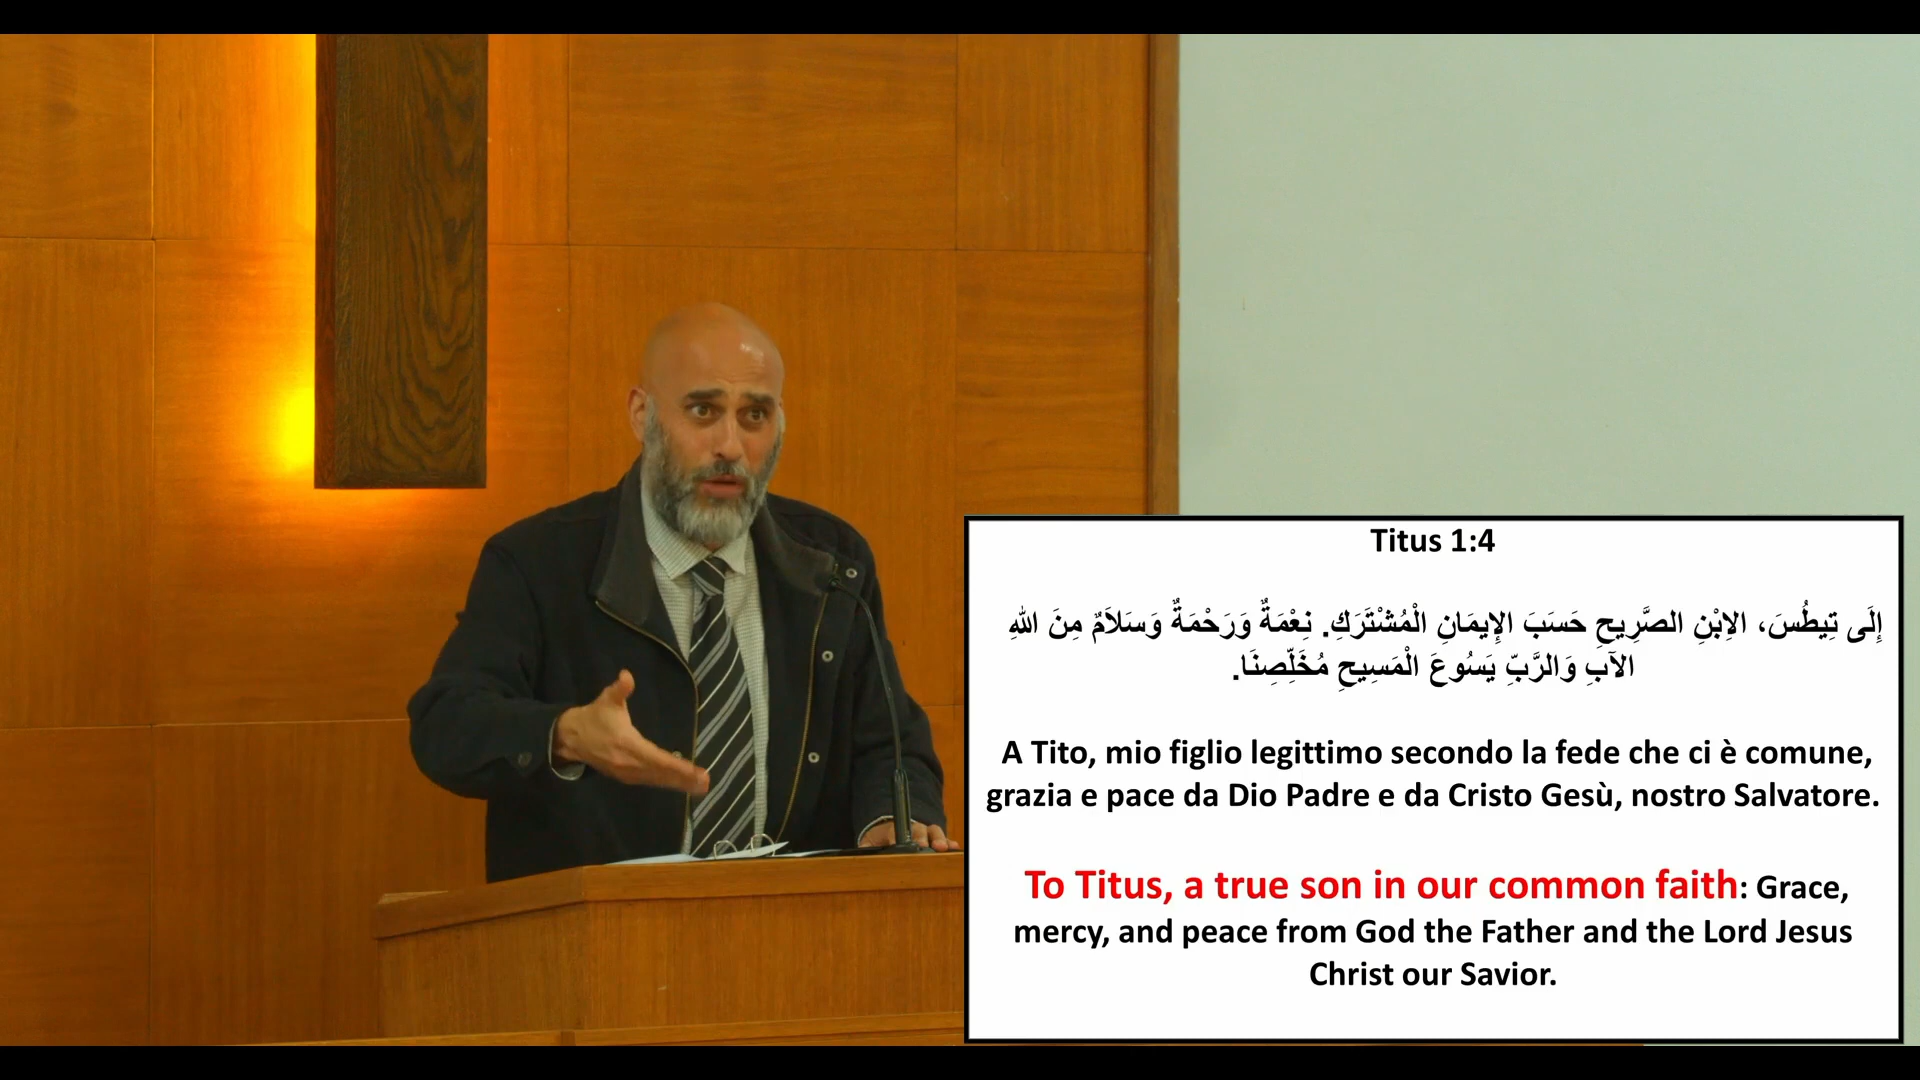 Titus 1:4
إِلَى تِيطُسَ، الاِبْنِ الصَّرِيحِ حَسَبَ الإِيمَانِ الْمُشْتَرَكِ. نِعْمَةٌ وَرَحْمَةٌ وَسَلاَمٌ مِنَ اللهِ
الآبِ وَالرَّبِّ يَسُوعَ الْمَسِيحِ مُخَلِّصِنَا.
A Tito, mio figlio legittimo secondo la fede che ci è comune,
grazia e pace da Dio Padre e da Cristo Gesù, nostro Salvatore.
To Titus, a true son in our common faith: Grace,
mercy, and peace from God the Father and the Lord Jesus
Christ our Savior.